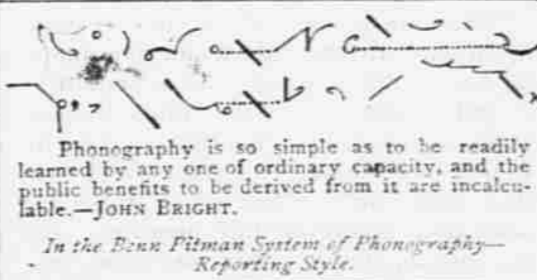 Phonography is so simple as to be readily
learned by any one of ordinary capacity, and the
public benefits to be derived from it are incalcu-
lable.—JOHN BRIGHT.
In the Benn Pitman System of Phonography—
Reporting Style.